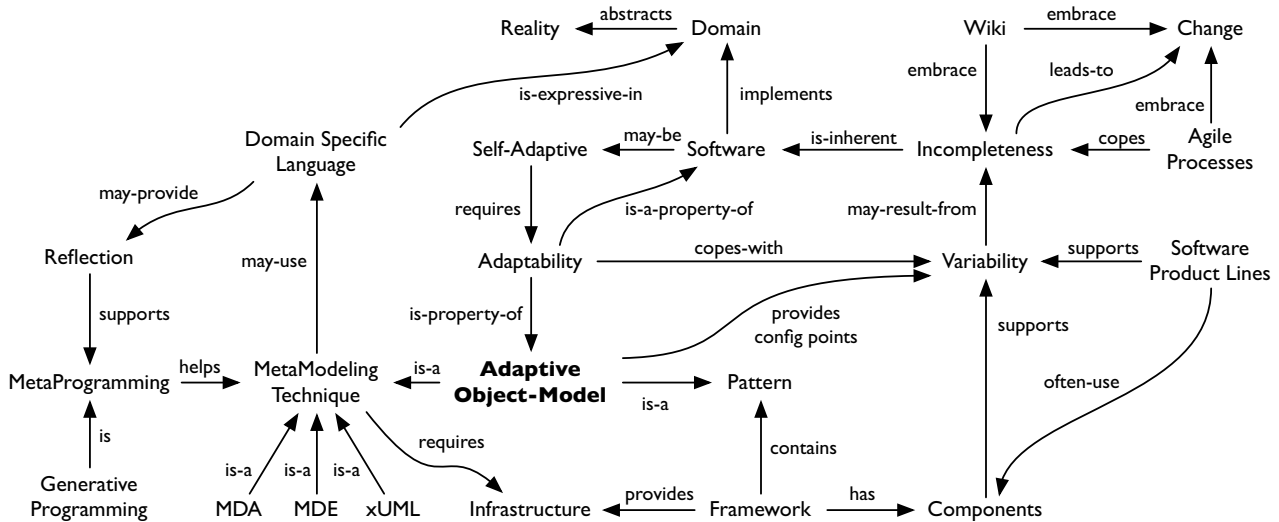 Reality
abstracts
Domain
Wiki
embrace
Change
is-expressive-in
implements
embrace
leads-to
embrace
Domain Specific
Language
Self-Adaptive
may-be
Software
is-inherent
Incompleteness
copes
Agile
Processes
may-provide
requires
is-a-property-of
may-result-from
Reflection
may-use
Adaptability
copes-with
Variability
supports
Software
Product Lines
supports
is-property-of
provides
config points
supports
MetaProgramming
helps
MetaModeling
Technique
is-a
Adaptive
Object-Model
is-a
Pattern
often-use
is
is-a
is-a
is-a
requires
contains
Generative
Programming
MDA
MDE
xUML
Infrastructure
provides
Framework
has
Components